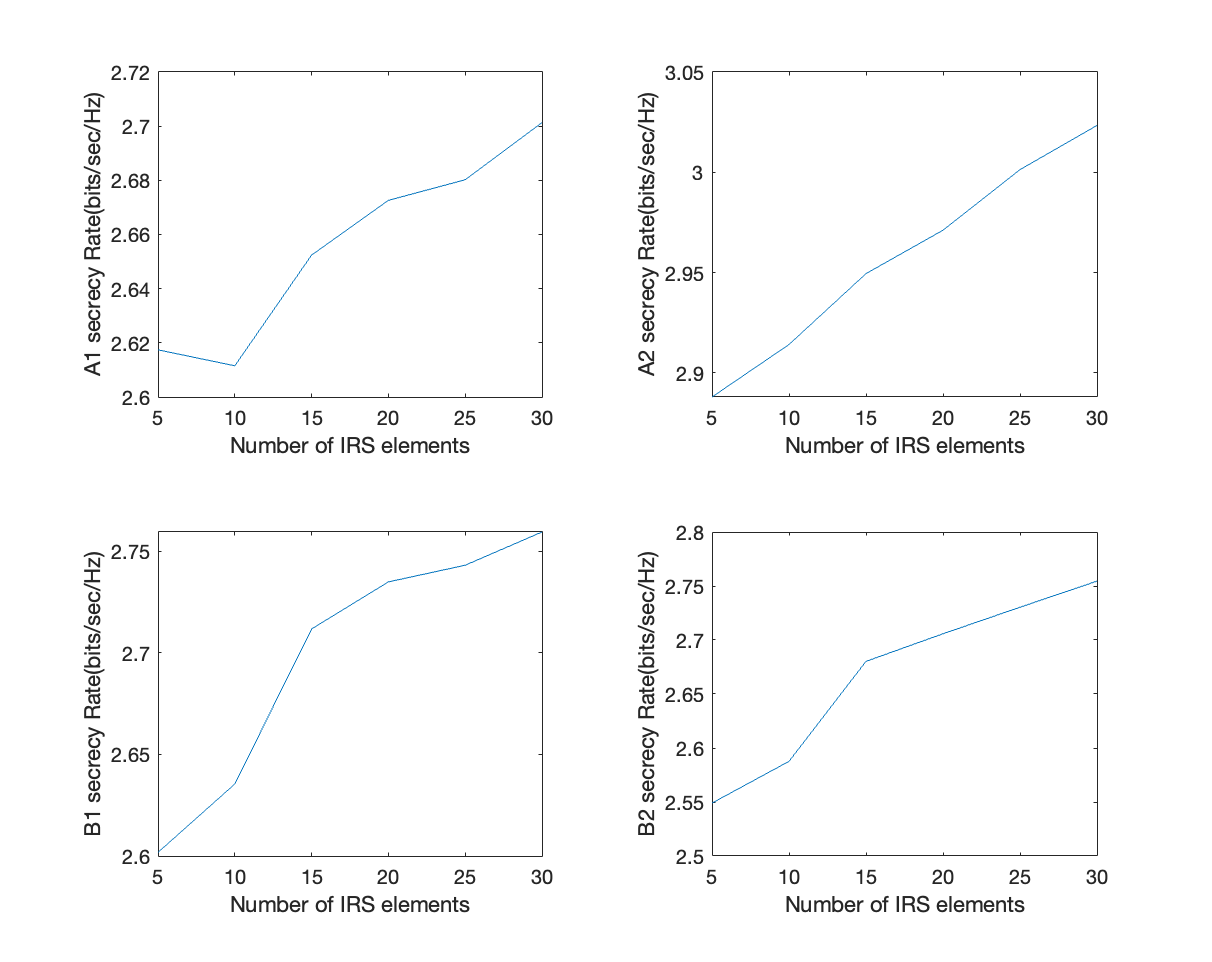 2.72
2.7
2.68
2.66
2.64
2.62
2.6
A1 secrecy Rate(bits/sec/Hz)
5 10 15 20 25 30
Number of IRS elements
3.05
3
2.95
2.9
A2 secrecy Rate(bits/sec/Hz)
5 10 15 20 25 30
Number of IRS elements
2.75
2.7
2.65
2.6
B1 secrecy Rate(bits/sec/Hz)
5 10 15 20 25 30
Number of IRS elements
2.8
2.75
2.7
2.65
2.6
2.55
2.5
B2 secrecy Rate(bits/sec/Hz)
5 10 15 20 25 30
Number of IRS elements